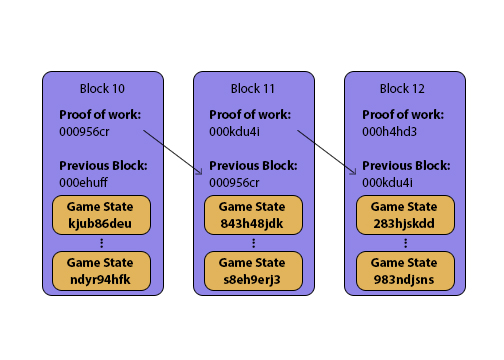 Block 10
Proof of work:
000956cr
Previous Block:
000ehuff
Game State
kjub86deu
Game State
ndyr94hfk
Block 11
Proof of work:
000kdu4i
Previous Block:
000956cr
Game State
843h48jdk
Game State
s8eh9erj3
Block 12
Proof of work:
000h4hd3
Previous Block:
000kdu4i
Game State
283hjskdd
Game State
983ndjsns